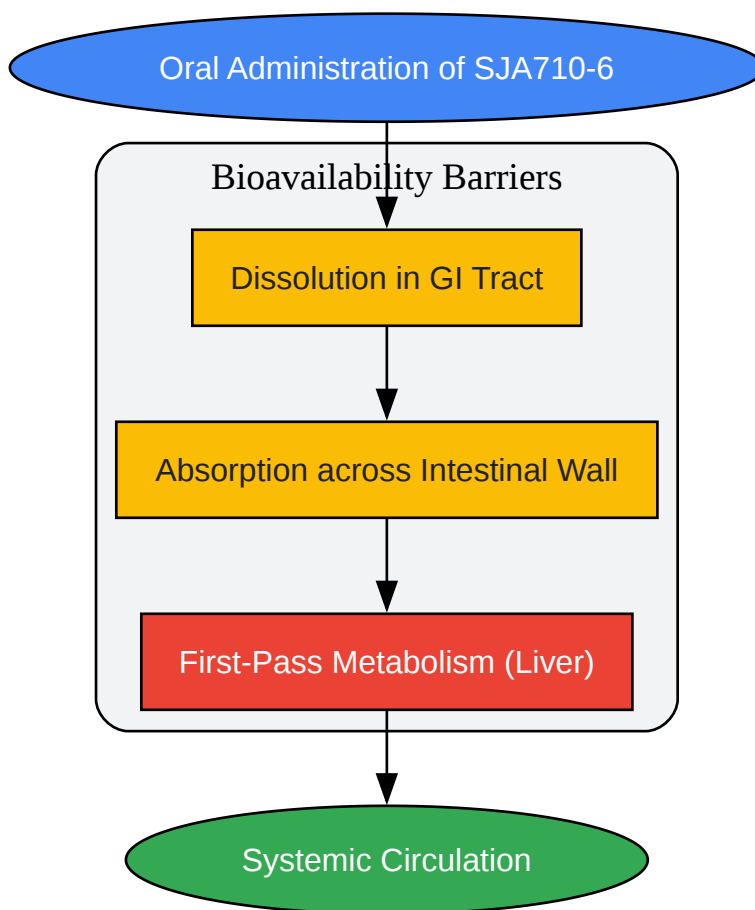 Oral Administration of SJA710-6
Bioavailability Barriers
Dissolution in GI Tract
Absorption across Intestinal Wall
First-Pass Metabolism (Liver)
Systemic Circulation